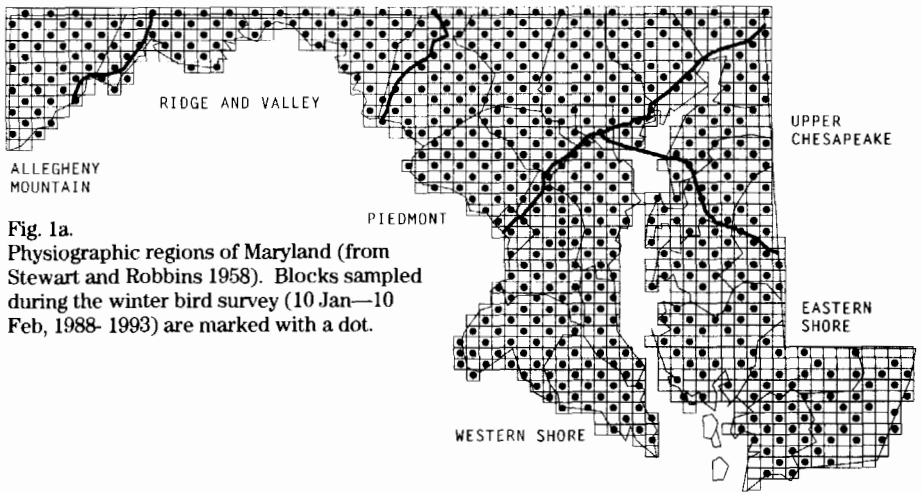 RIDGE AND VALLEY
UPPER
CHESAPEAKE
ALLEGHENY
MOUNTAIN
PIEDMONT
Fig. 1a.
Physiographic regions of Maryland (from
Stewart and Robbins 1958). Blocks sampled
during the winter bird survey (10 Jan—10
Feb, 1988- 1993) are marked with a dot.
EASTERN
SHORE
WESTERN SHORE